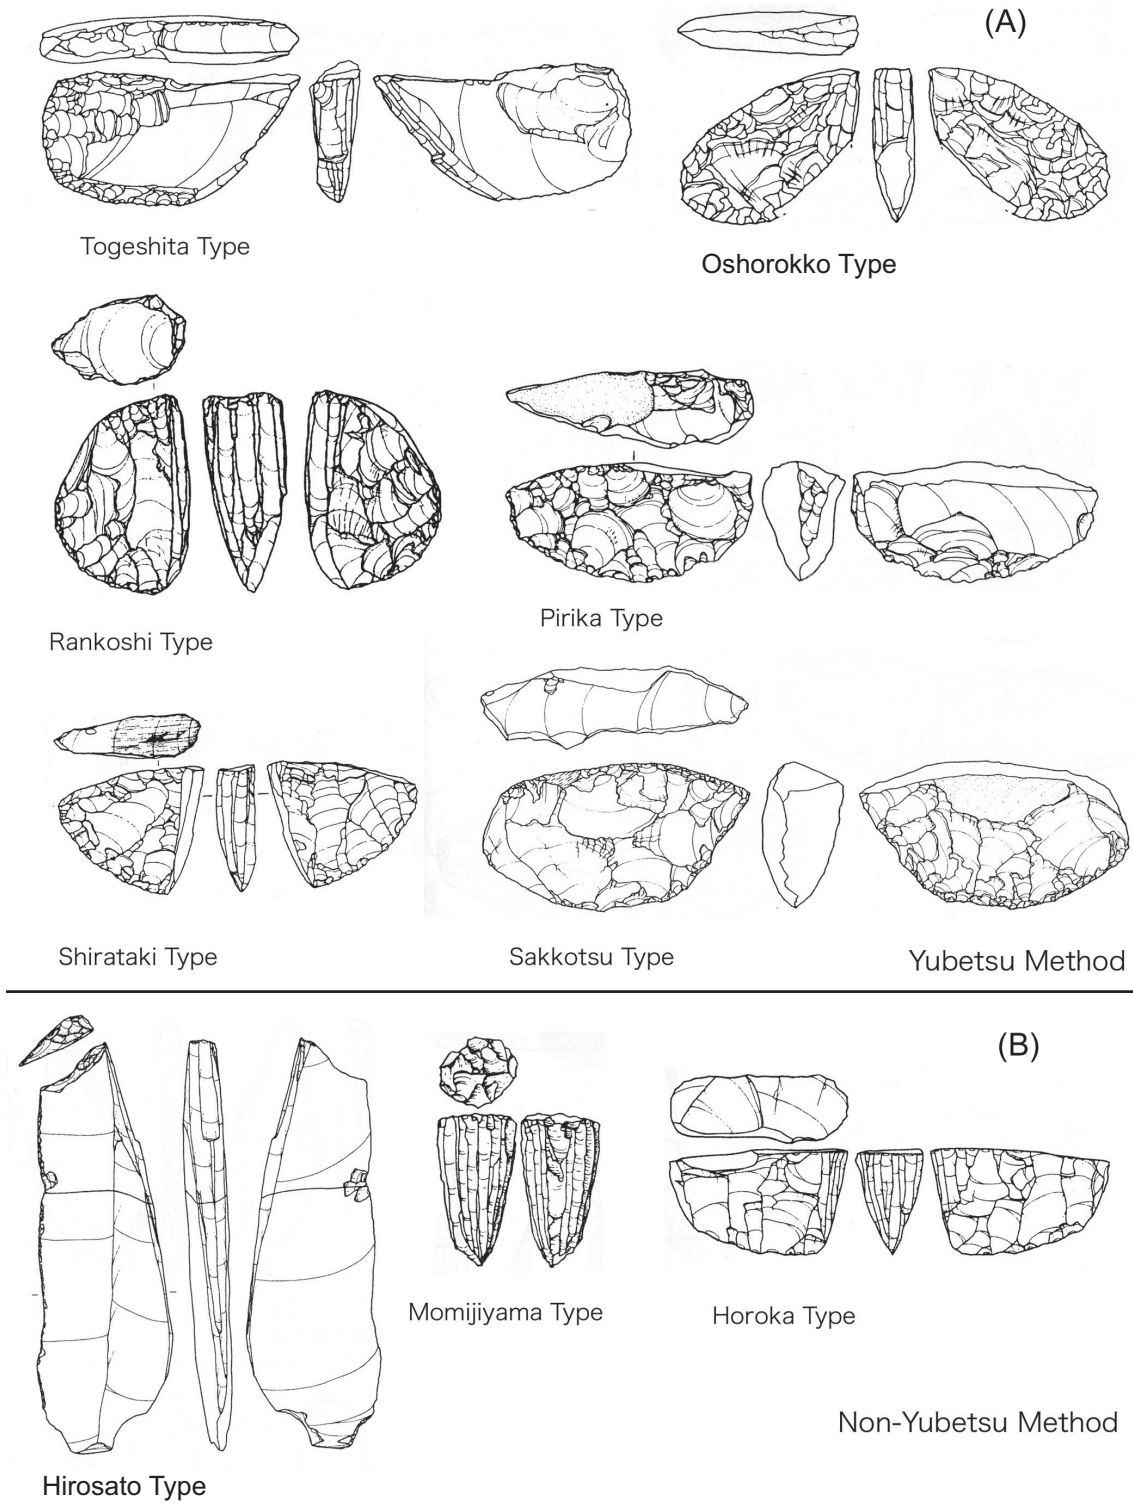 (A)
Togeshita Type
Oshorokko Type
Rankoshi Type
Pirika Type
Shirataki Type
Sakkotsu Type
Yubetsu Method
(B)
Momijiyama Type
Horoka Type
Non-Yubetsu Method
Hirosato Type